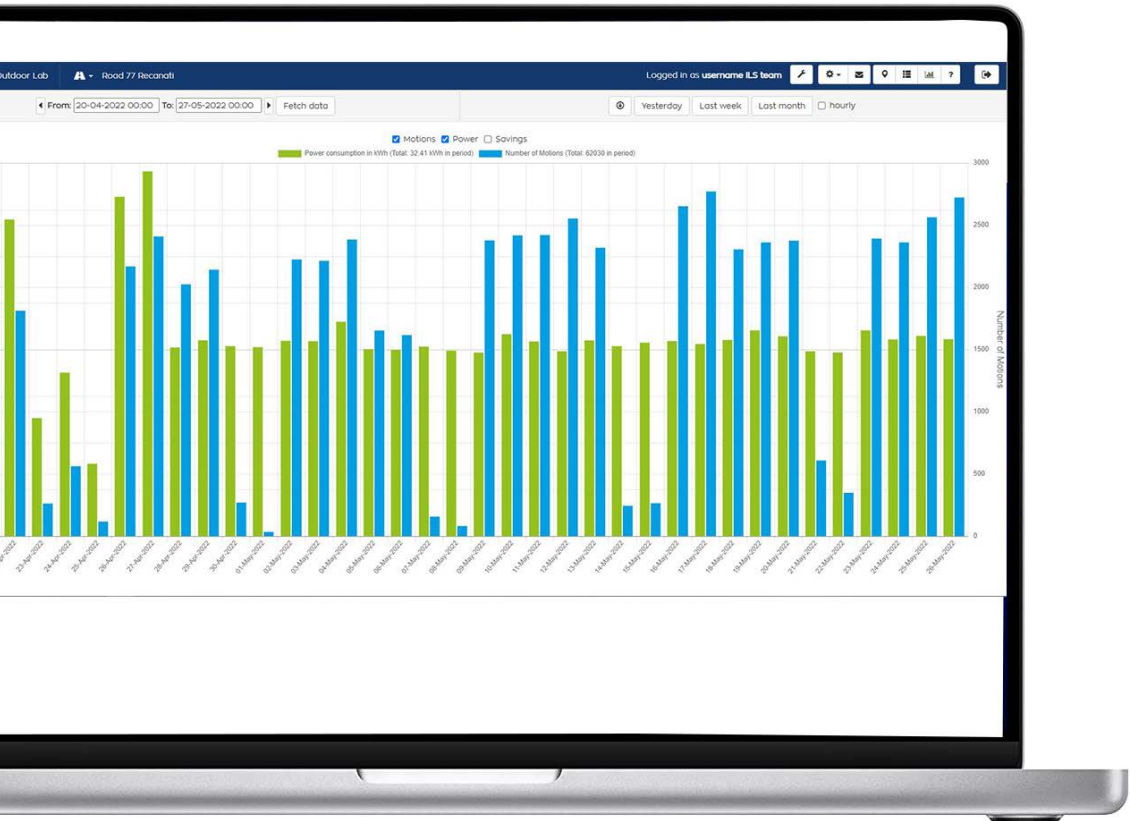 utdoor Lab Road 77 Recanati Logged in as username ILS team ?
From: 20-04-2022 00:00 To: 27-05-2022 00:00 Fetch data Yesterday Last week Last month hourly
Motions Power Savings
Power consumption in kWh (Total: 32.41 kWh in period) Number of Motions (Total: 62030 in period)
3000
2500
2000
1500
1000
500
0
Number of Motions
23-Apr-2022
24-Apr-2022
25-Apr-2022
26-Apr-2022
27-Apr-2022
28-Apr-2022
29-Apr-2022
30-Apr-2022
01-May-2022
02-May-2022
03-May-2022
04-May-2022
05-May-2022
06-May-2022
07-May-2022
08-May-2022
09-May-2022
10-May-2022
11-May-2022
12-May-2022
13-May-2022
14-May-2022
15-May-2022
16-May-2022
17-May-2022
18-May-2022
19-May-2022
20-May-2022
21-May-2022
22-May-2022
23-May-2022
24-May-2022
25-May-2022
26-May-2022